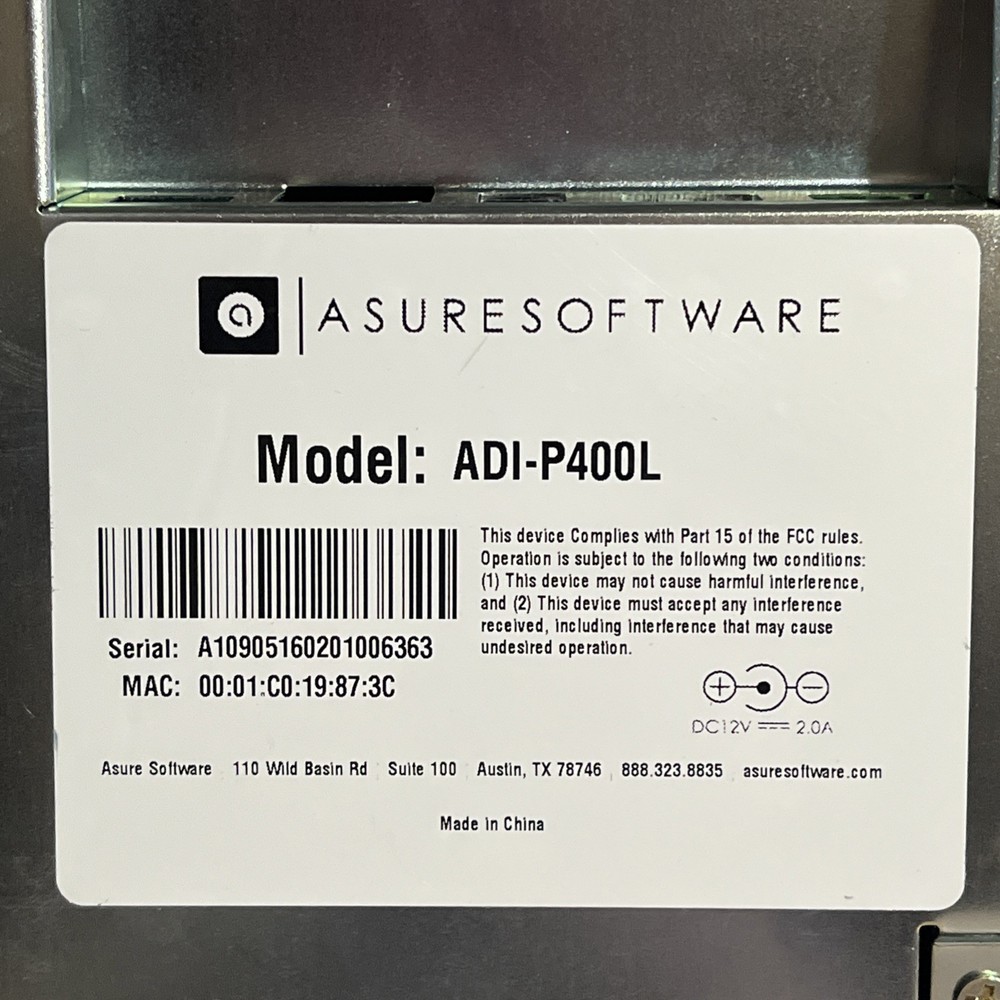 a | ASURESOFTWARE
Model: ADI-P400L
This device Complies with Part 15 of the FCC rules.
Operation is subject to the following two conditions:
(1) This device may not cause harmful interference,
and (2) This device must accept any interference
received, including interference that may cause
undesired operation.
Serial: A10905160201006363
MAC: 00:01:C0:19:87:3C
DC12V 2.0A
Asure Software 110 Wild Basin Rd Suite 100 Austin, TX 78746 888.323.8835 asuresoftware.com
Made in China